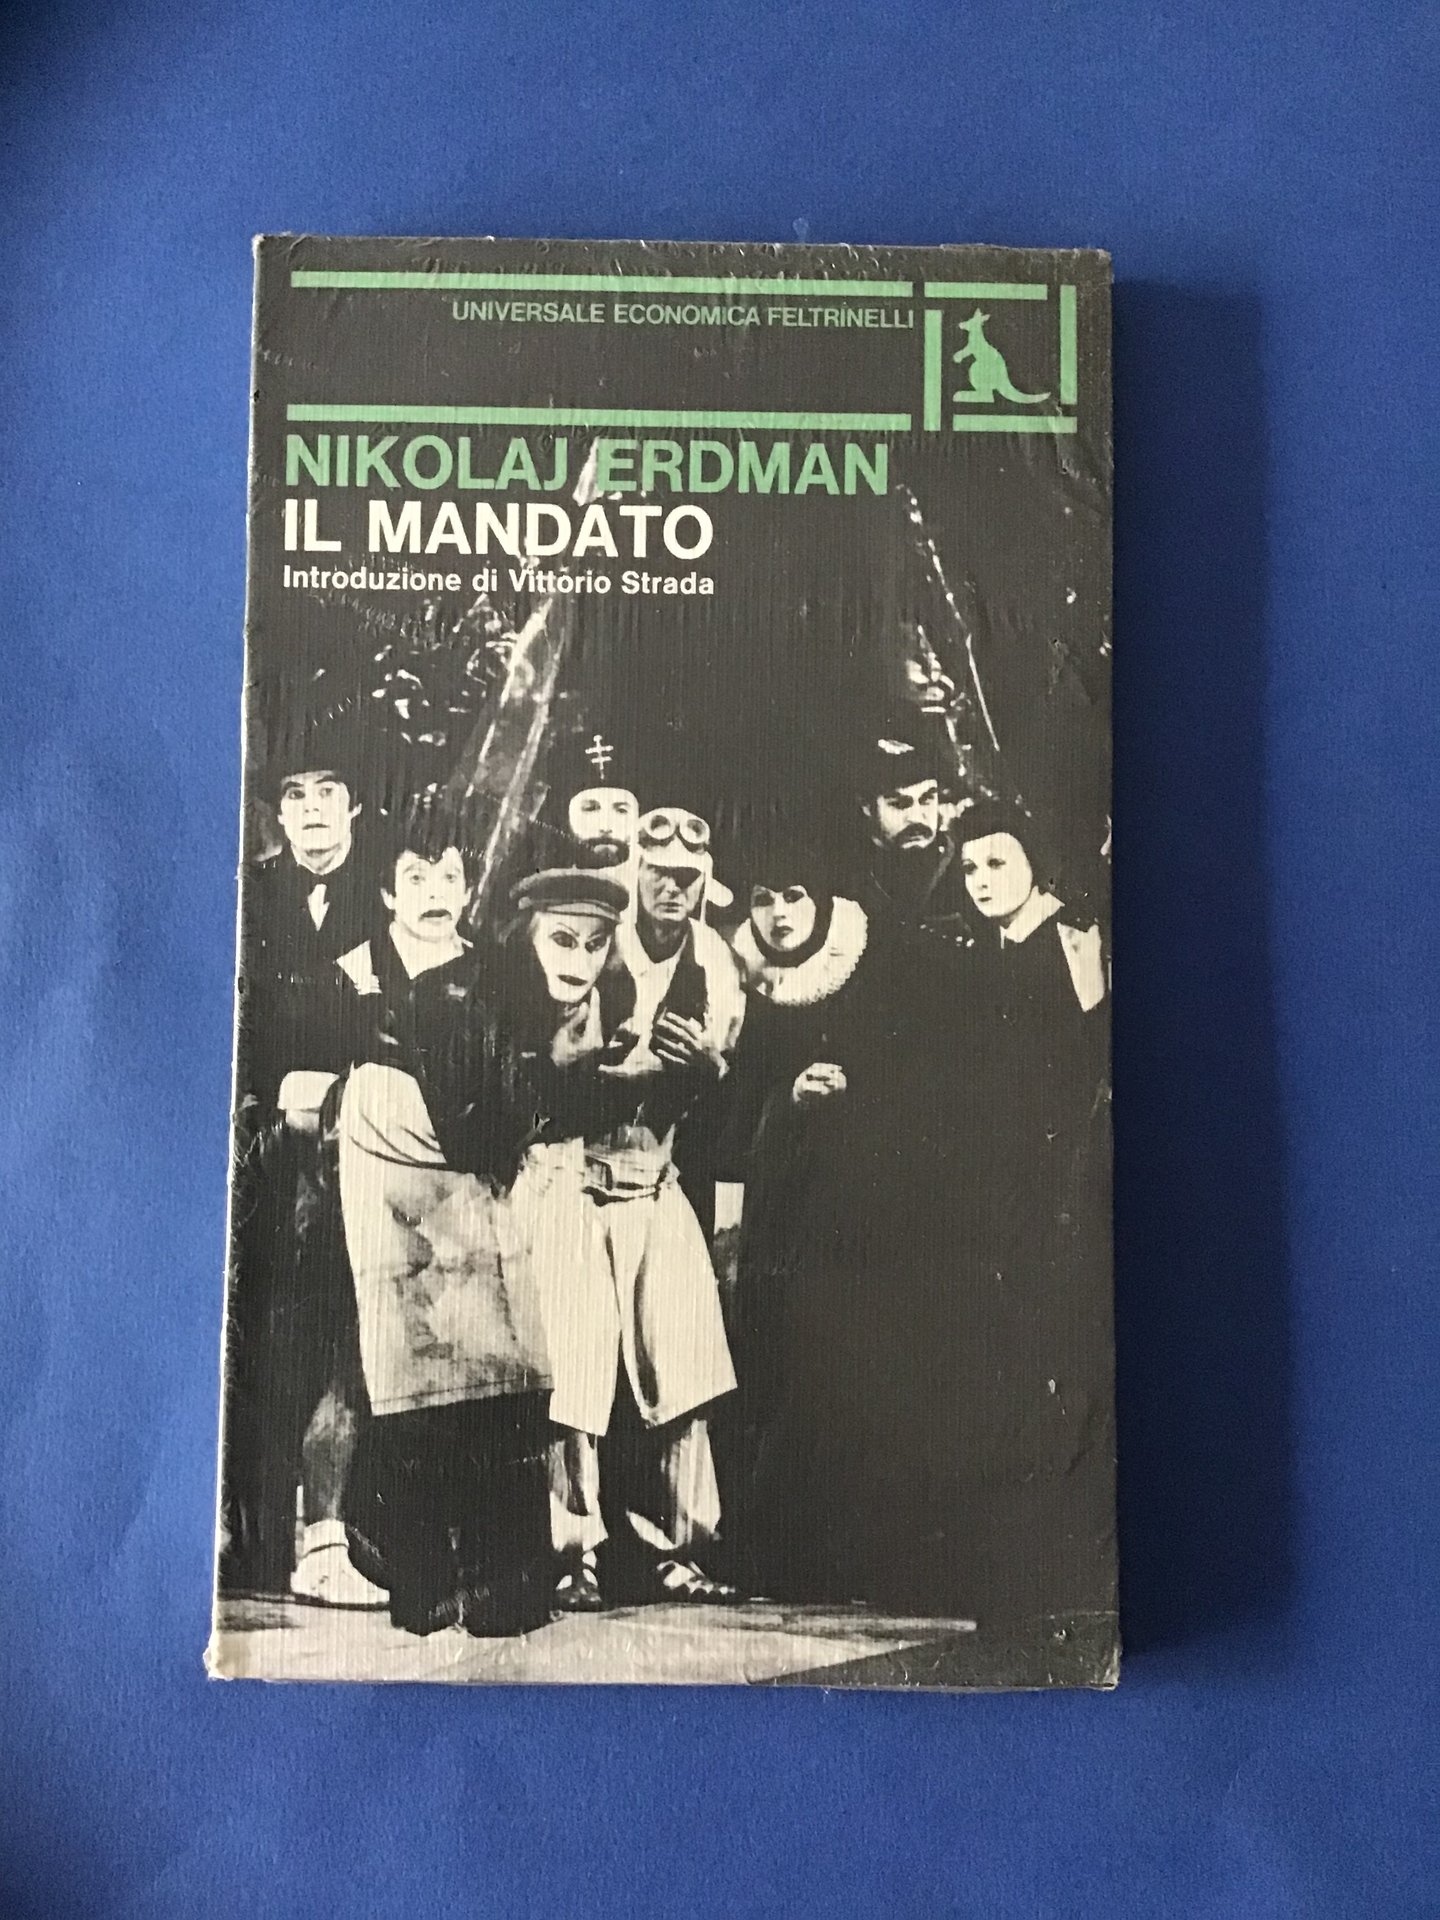 UNIVERSALE ECONOMICA FELTRINELLI
NIKOLAJ ERDMAN
IL MANDATO
Introduzione di Vittorio Strada